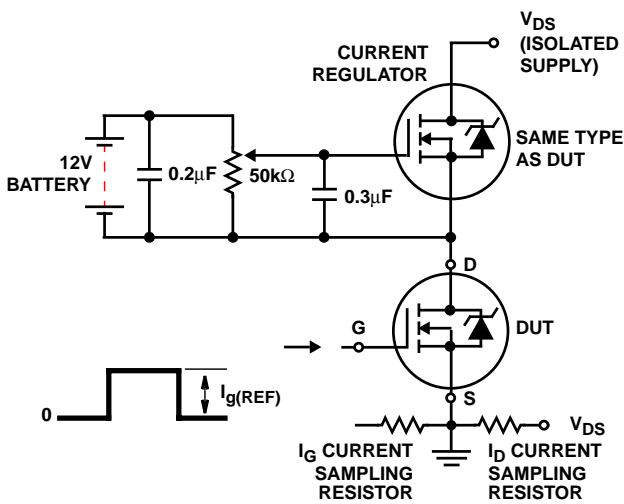 V_DS
(ISOLATED
SUPPLY)
CURRENT
REGULATOR
SAME TYPE
AS DUT
12V
BATTERY
0.2μF
50kΩ
0.3μF
D
DUT
G
I_g(REF)
0
S
V_DS
I_G CURRENT
SAMPLING
RESISTOR
I_D CURRENT
SAMPLING
RESISTOR